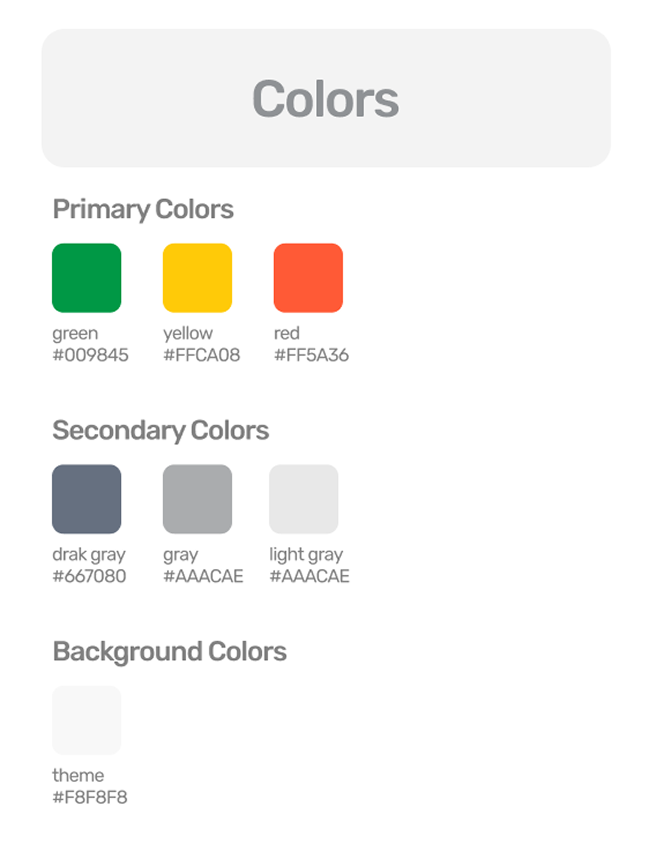 Colors
Primary Colors
green yellow red
#009845 #FFCA08 #FF5A36
Secondary Colors
drak gray gray light gray
#667080 #AAACAE #AAACAE
Background Colors
theme
#F8F8F8